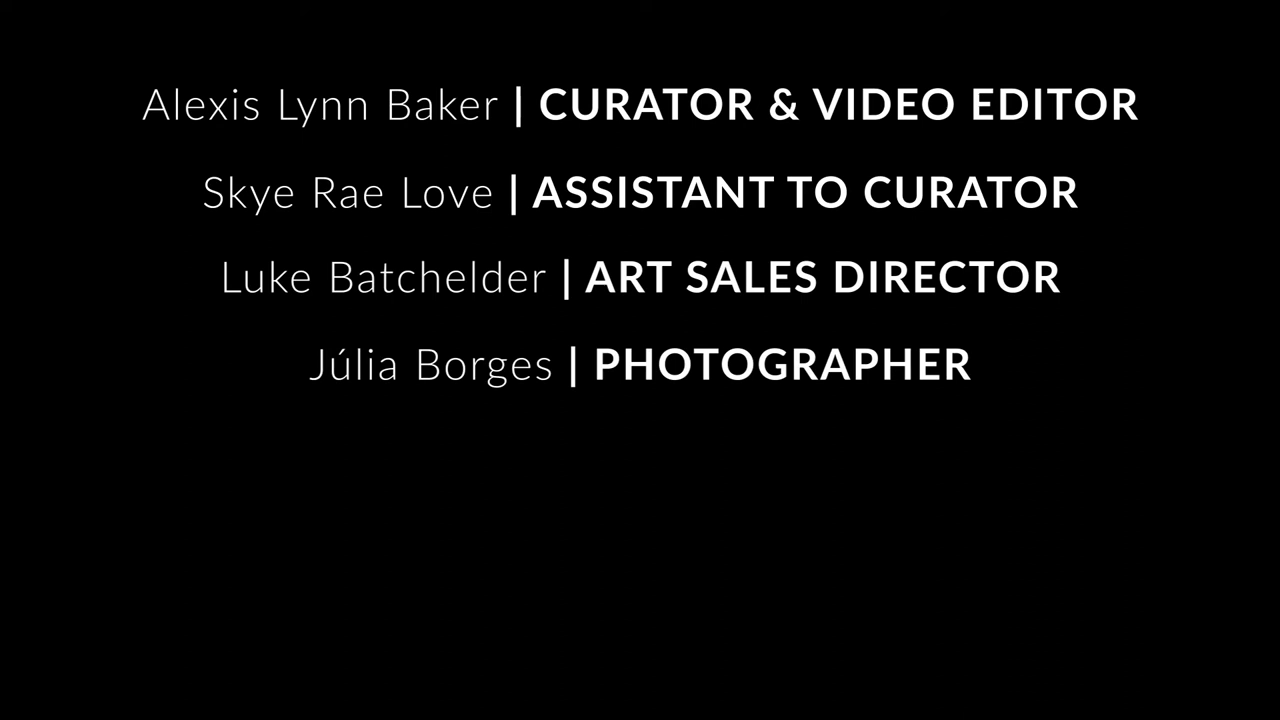 Alexis Lynn Baker | CURATOR & VIDEO EDITOR
Skye Rae Love | ASSISTANT TO CURATOR
Luke Batchelder | ART SALES DIRECTOR
Júlia Borges | PHOTOGRAPHER